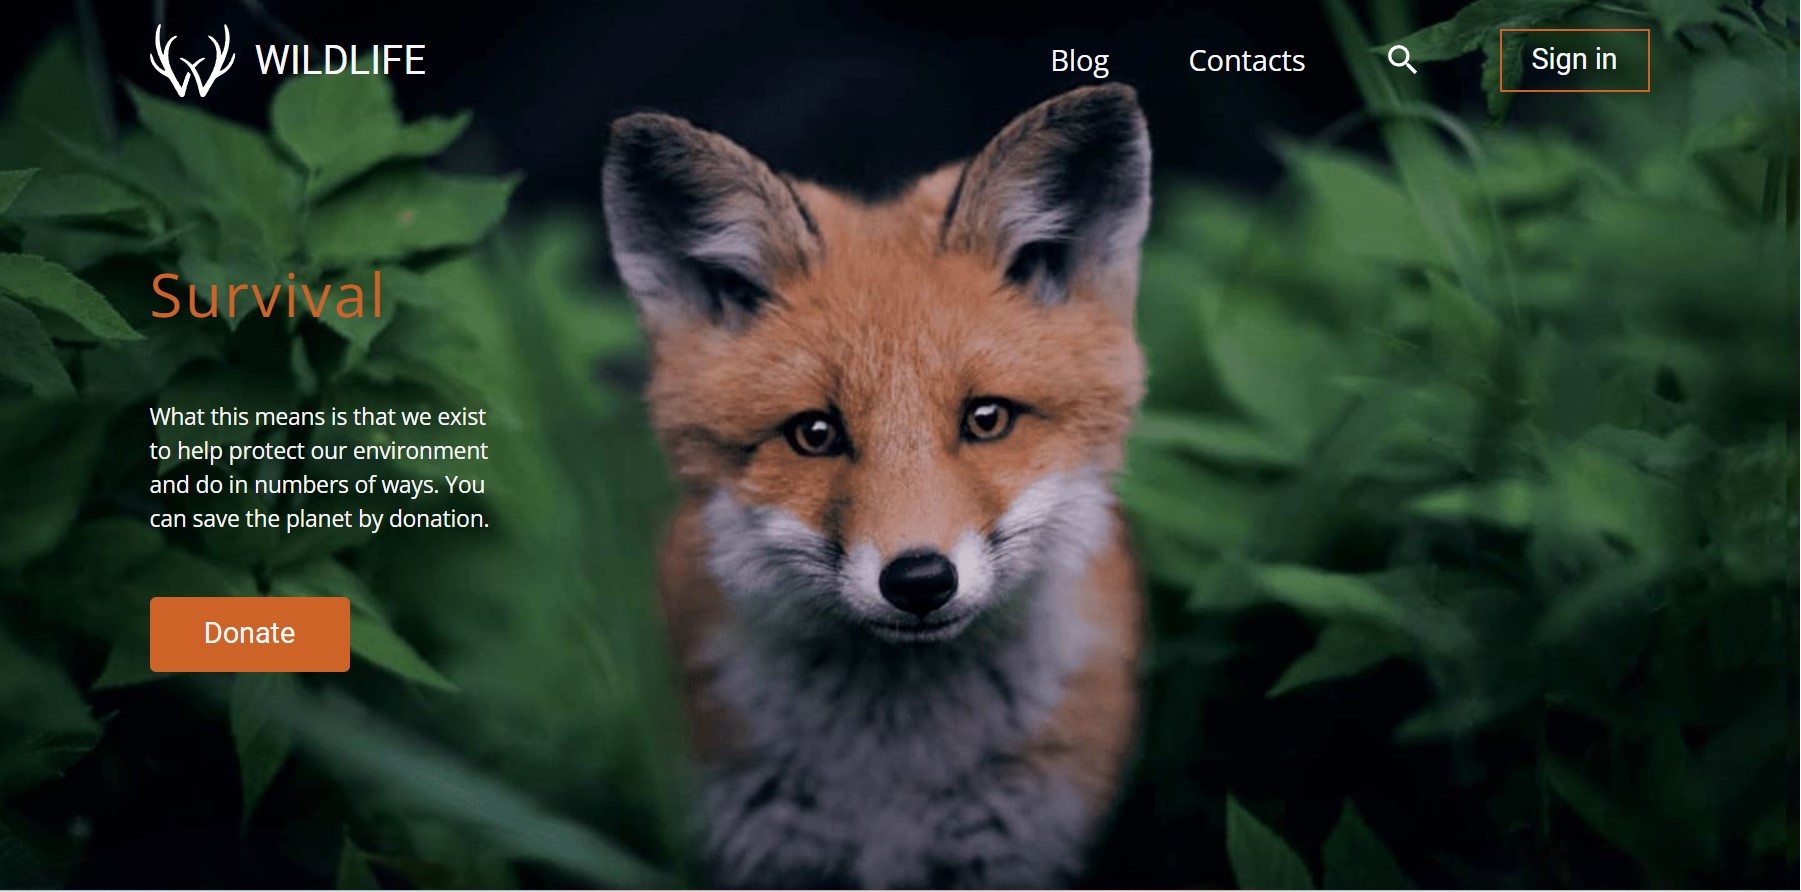 WILDLIFE
Blog
Contacts
Sign in
Survival
What this means is that we exist
to help protect our environment
and do in numbers of ways. You
can save the planet by donation.
Donate